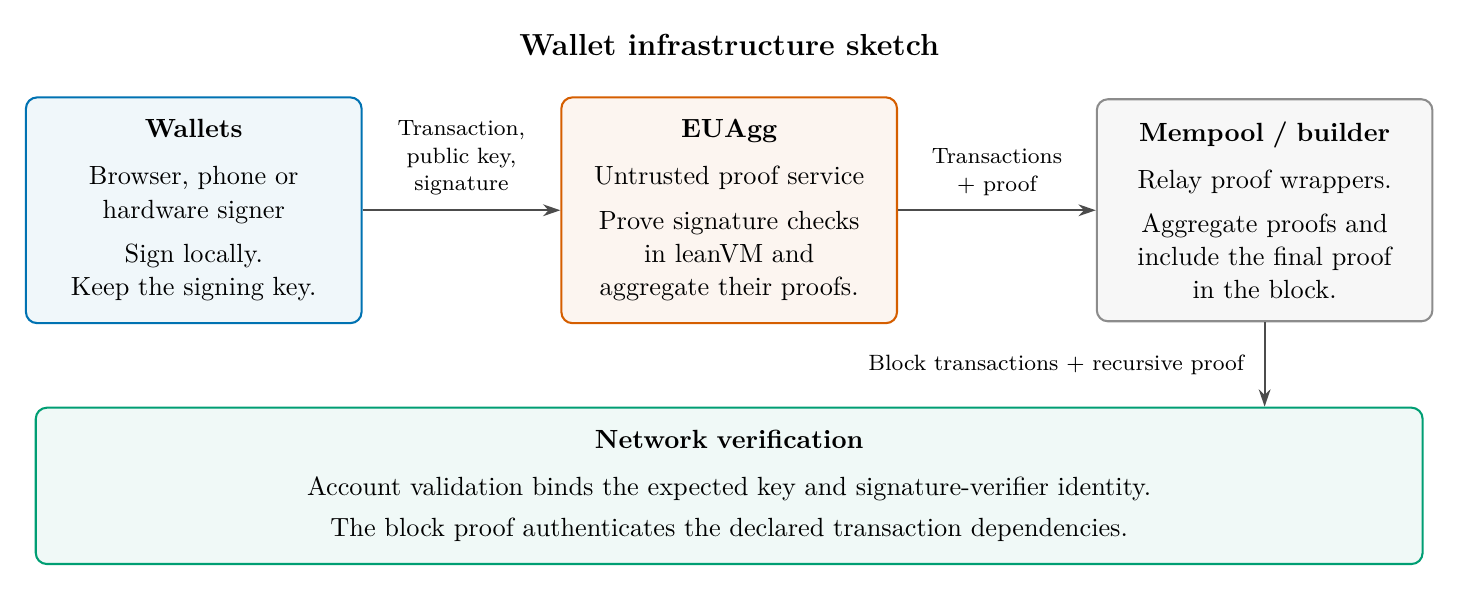 Wallet infrastructure sketch
Wallets
Browser, phone or
hardware signer
Sign locally.
Keep the signing key.
Transaction,
public key,
signature
EUAgg
Untrusted proof service
Prove signature checks
in leanVM and
aggregate their proofs.
Transactions
+ proof
Mempool / builder
Relay proof wrappers.
Aggregate proofs and
include the final proof
in the block.
Block transactions + recursive proof
Network verification
Account validation binds the expected key and signature-verifier identity.
The block proof authenticates the declared transaction dependencies.